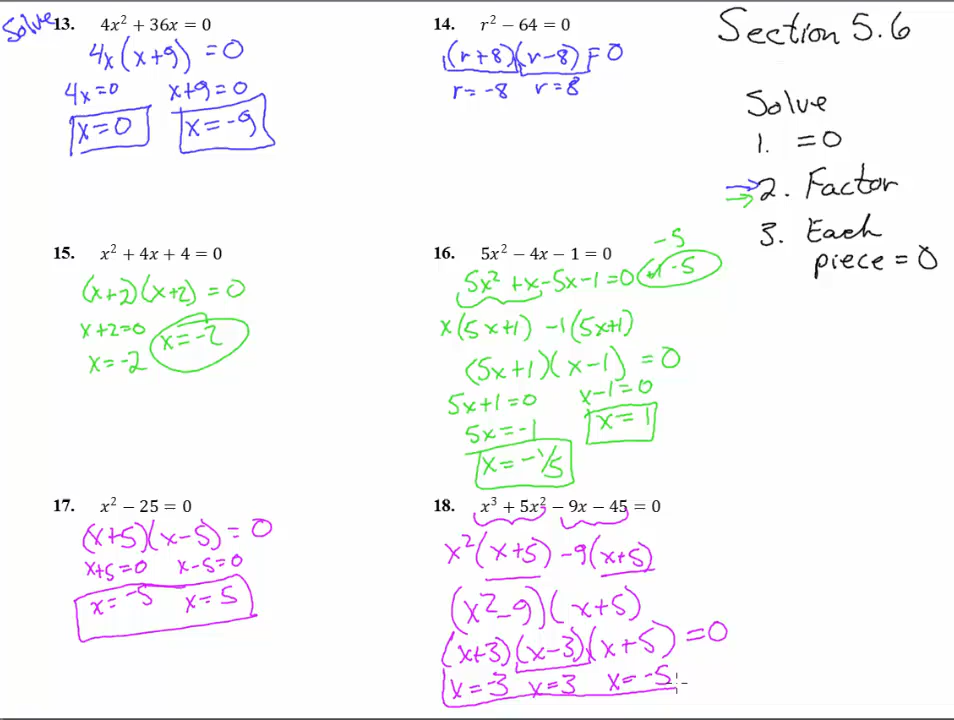 Solve 13. 4x² + 36x = 0
4x(x+9) = 0
4x=0 x+9=0
x=0 x=-9
14. r² − 64 = 0
(r+8)(r-8)=0
r=-8 r=8
Section 5.6
Solve
1. =0
2. Factor
3. Each
piece = 0
15. x² + 4x + 4 = 0
(x+2)(x+2) = 0
x+2=0
x=-2 x=-2
16. 5x² − 4x − 1 = 0
-5
5x²+x-5x-1=0 -5
x(5x+1) -1(5x+1)
(5x+1)(x-1) = 0
5x+1=0 x-1=0
5x=-1 x=1
x=-1/5
17. x² − 25 = 0
(x+5)(x-5)=0
x+5=0 x-5=0
x=-5 x=5
18. x³ + 5x² − 9x − 45 = 0
x²(x+5) -9(x+5)
(x²-9)(x+5)
(x+3)(x-3)(x+5) = 0
x=-3 x=3 x=-5